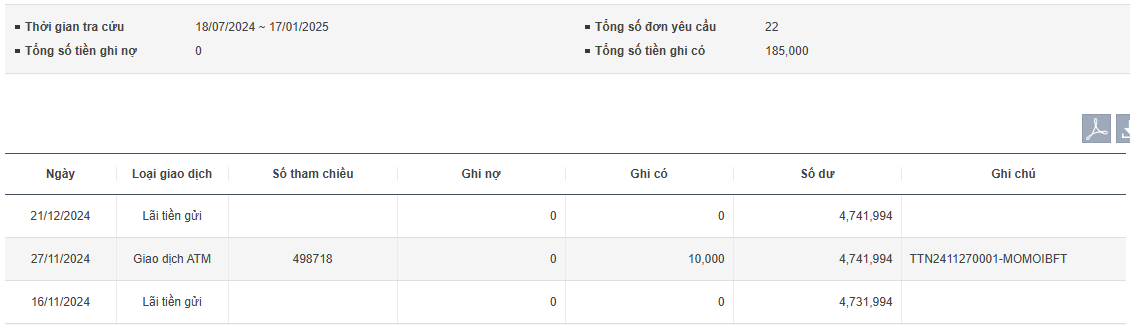 Thời gian tra cứu 18/07/2024 ~ 17/01/2025 Tổng số đơn yêu cầu 22
Tổng số tiền ghi nợ 0 Tổng số tiền ghi có 185,000
Ngày Loại giao dịch Số tham chiếu Ghi nợ Ghi có Số dư Ghi chú
21/12/2024 Lãi tiền gửi 0 0 4,741,994
27/11/2024 Giao dịch ATM 498718 0 10,000 4,741,994 TTN2411270001-MOMOIBFT
16/11/2024 Lãi tiền gửi 0 0 4,731,994